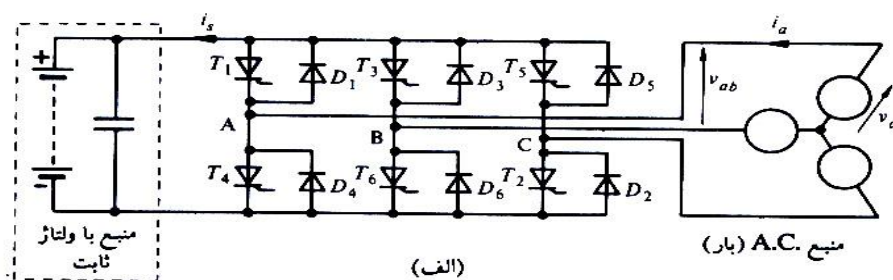 i_s
i_a
+
T_1
D_1
T_3
D_3
T_5
D_5
v_ab
A
B
C
T_4
D_4
T_6
D_6
T_2
D_2
-
منبع با ولتاژ
ثابت
(الف)
منبع .A.C (بار)